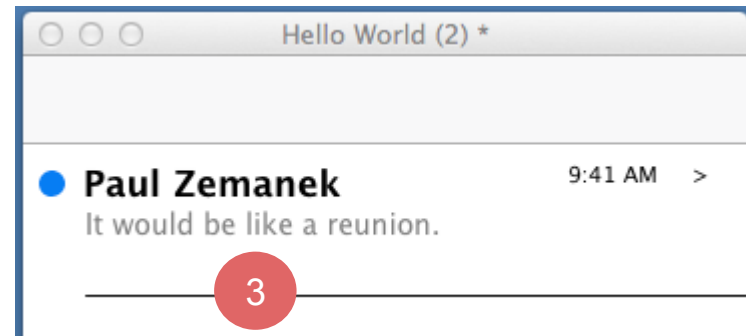 Hello World (2) *
Paul Zemanek 9:41 AM >
It would be like a reunion.
3